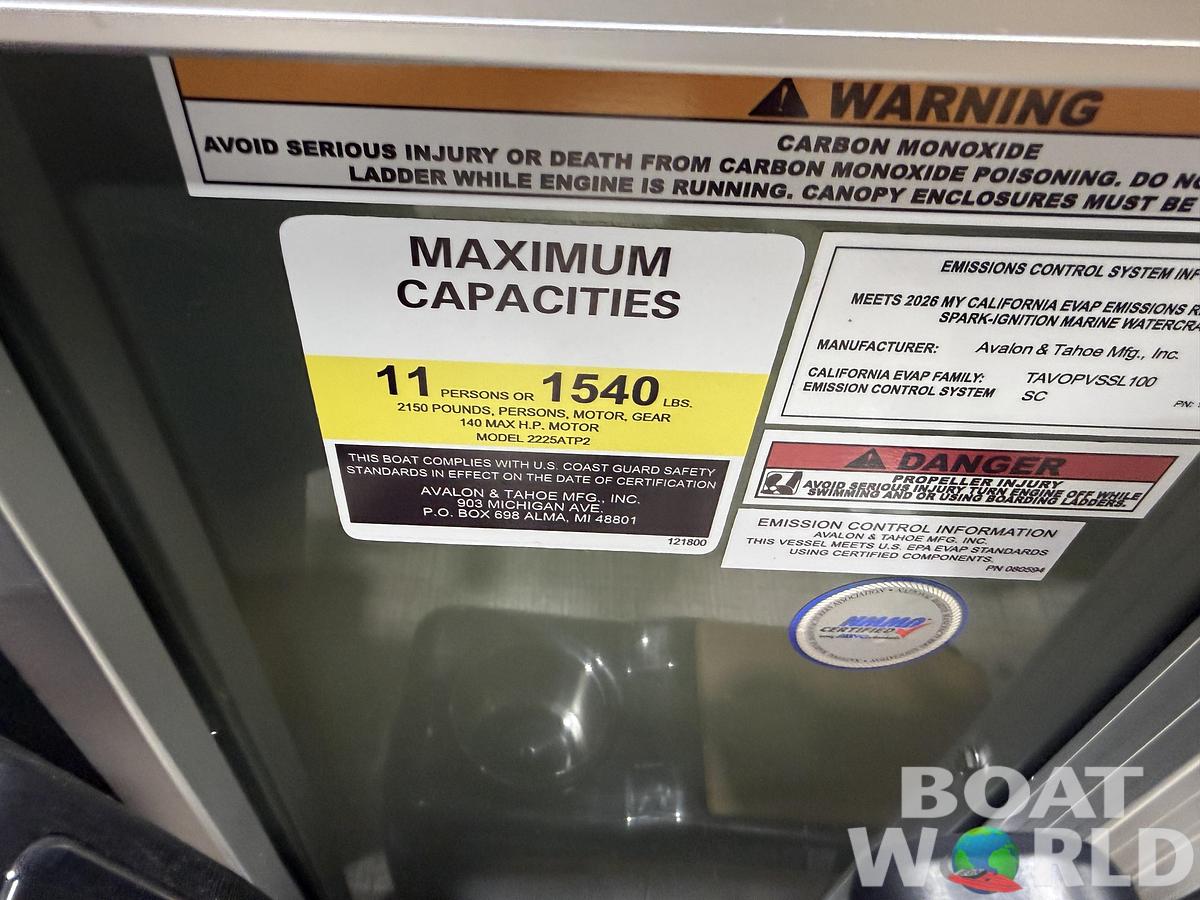 WARNING
CARBON MONOXIDE
AVOID SERIOUS INJURY OR DEATH FROM CARBON MONOXIDE POISONING. DO NO
LADDER WHILE ENGINE IS RUNNING. CANOPY ENCLOSURES MUST BE
MAXIMUM
CAPACITIES
11 PERSONS OR 1540 LBS.
2150 POUNDS, PERSONS, MOTOR, GEAR
140 MAX H.P. MOTOR
MODEL 2225ATP2
THIS BOAT COMPLIES WITH U.S. COAST GUARD SAFETY
STANDARDS IN EFFECT ON THE DATE OF CERTIFICATION
AVALON & TAHOE MFG., INC.
903 MICHIGAN AVE.
P.O. BOX 698 ALMA, MI 48801
121800
EMISSIONS CONTROL SYSTEM INF
MEETS 2026 MY CALIFORNIA EVAP EMISSIONS R
SPARK-IGNITION MARINE WATERCRA
MANUFACTURER: Avalon & Tahoe Mfg., Inc.
CALIFORNIA EVAP FAMILY: TAVOPVSSL100
EMISSION CONTROL SYSTEM SC
PN:
DANGER
PROPELLER INJURY
AVOID SERIOUS INJURY TURN ENGINE OFF WHILE
SWIMMING AND OR USING BOARDING LADDERS.
EMISSION CONTROL INFORMATION
AVALON & TAHOE MFG. INC.
THIS VESSEL MEETS U.S. EPA EVAP STANDARDS
USING CERTIFIED COMPONENTS.
PN 080594
NMMA
CERTIFIED
BOAT
WORLD